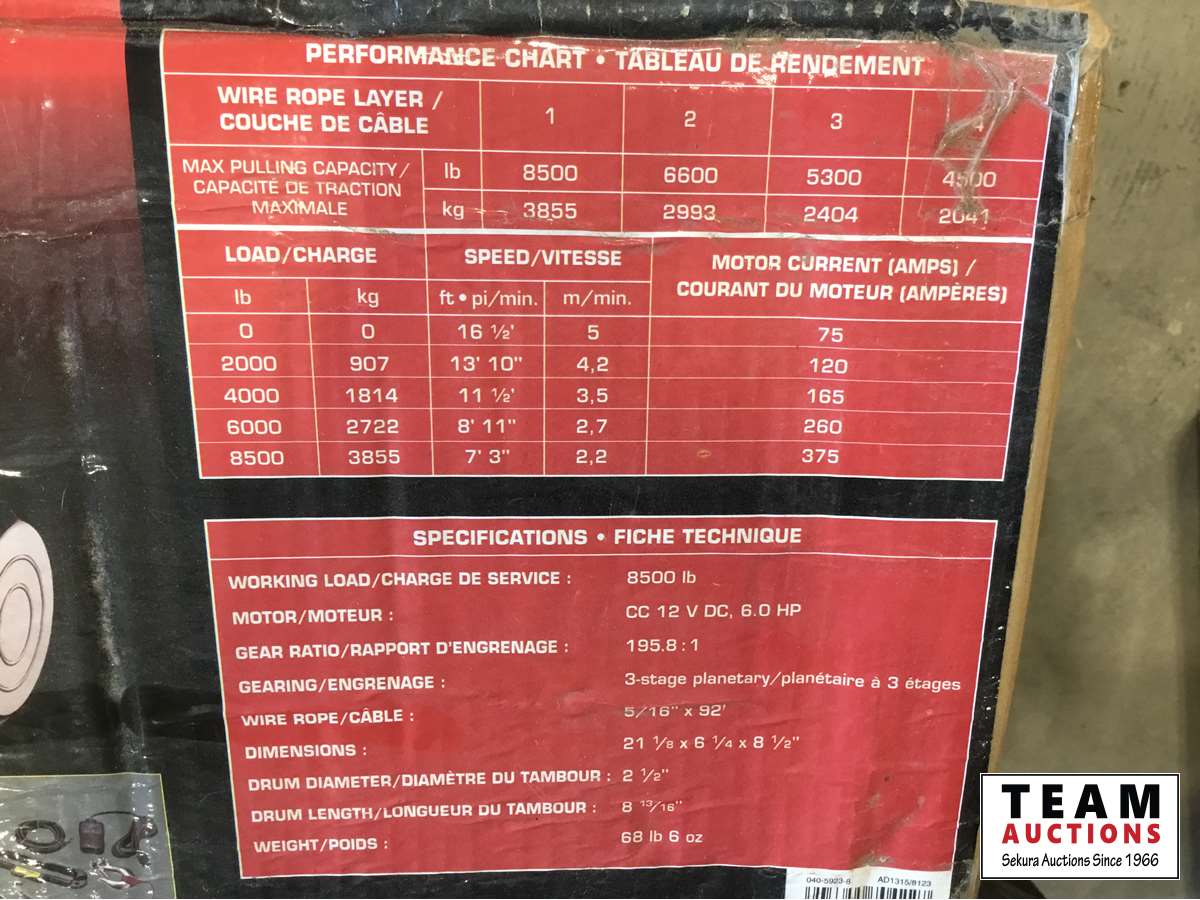 PERFORMANCE CHART • TABLEAU DE RENDEMENT
WIRE ROPE LAYER / COUCHE DE CÂBLE 1 2 3
MAX PULLING CAPACITY/ CAPACITÉ DE TRACTION MAXIMALE lb 8500 6600 5300 4500
kg 3855 2993 2404 2041
LOAD/CHARGE SPEED/VITESSE MOTOR CURRENT (AMPS) / COURANT DU MOTEUR (AMPÈRES)
lb kg ft • pi/min. m/min.
0 0 16 ½' 5 75
2000 907 13' 10" 4,2 120
4000 1814 11 ½' 3,5 165
6000 2722 8' 11" 2,7 260
8500 3855 7' 3" 2,2 375
SPECIFICATIONS • FICHE TECHNIQUE
WORKING LOAD/CHARGE DE SERVICE : 8500 lb
MOTOR/MOTEUR : CC 12 V DC, 6.0 HP
GEAR RATIO/RAPPORT D'ENGRENAGE : 195.8 : 1
GEARING/ENGRENAGE : 3-stage planetary/planétaire à 3 étages
WIRE ROPE/CÂBLE : 5/16" x 92'
DIMENSIONS : 21 ⅛ x 6 ¼ x 8 ½"
DRUM DIAMETER/DIAMÈTRE DU TAMBOUR : 2 ½"
DRUM LENGTH/LONGUEUR DU TAMBOUR : 8 13/16"
WEIGHT/POIDS : 68 lb 6 oz
040-5923-8 AD1315/8123
TEAM
AUCTIONS
Sekura Auctions Since 1966